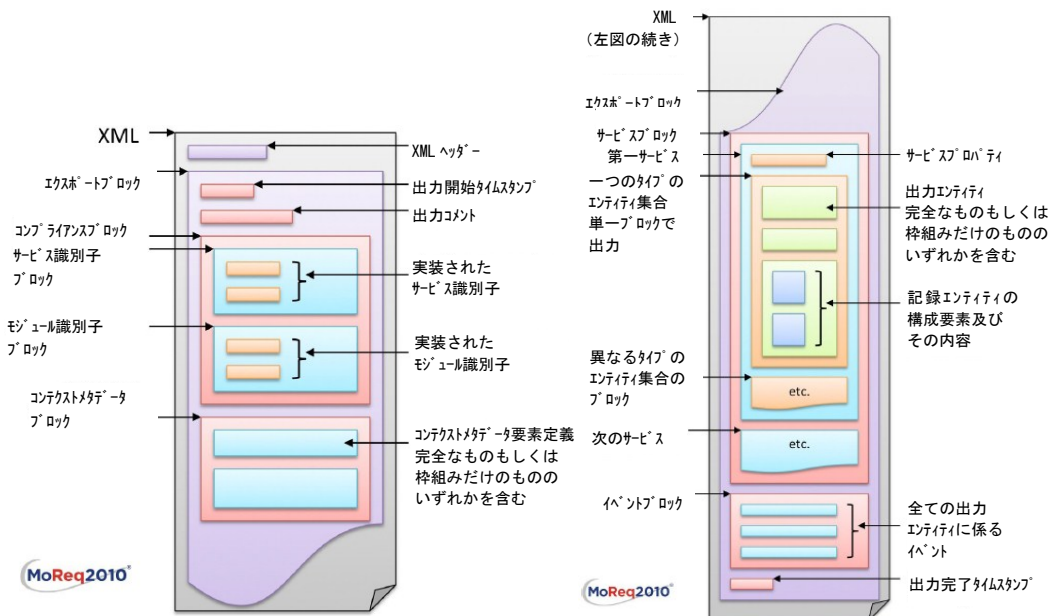 XML
XML ヘッダー
エクスポートブロック
出力開始タイムスタンプ
出力コメント
コンプライアンスブロック
サービス識別子
ブロック
実装された
サービス識別子
モジュール識別子
ブロック
実装された
モジュール識別子
コンテクストメタデータ
ブロック
コンテクストメタデータ要素定義
完全なものもしくは
枠組みだけのものの
いずれかを含む
MoReq2010®
XML
(左図の続き)
エクスポートブロック
サービスブロック
第一サービス
サービスプロパティ
一つのタイプの
エンティティ集合
単一ブロックで
出力
出力エンティティ
完全なものもしくは
枠組みだけのものの
いずれかを含む
記録エンティティの
構成要素及び
その内容
異なるタイプの
エンティティ集合の
ブロック
etc.
次のサービス
etc.
イベントブロック
全ての出力
エンティティに係る
イベント
出力完了タイムスタンプ
MoReq2010®